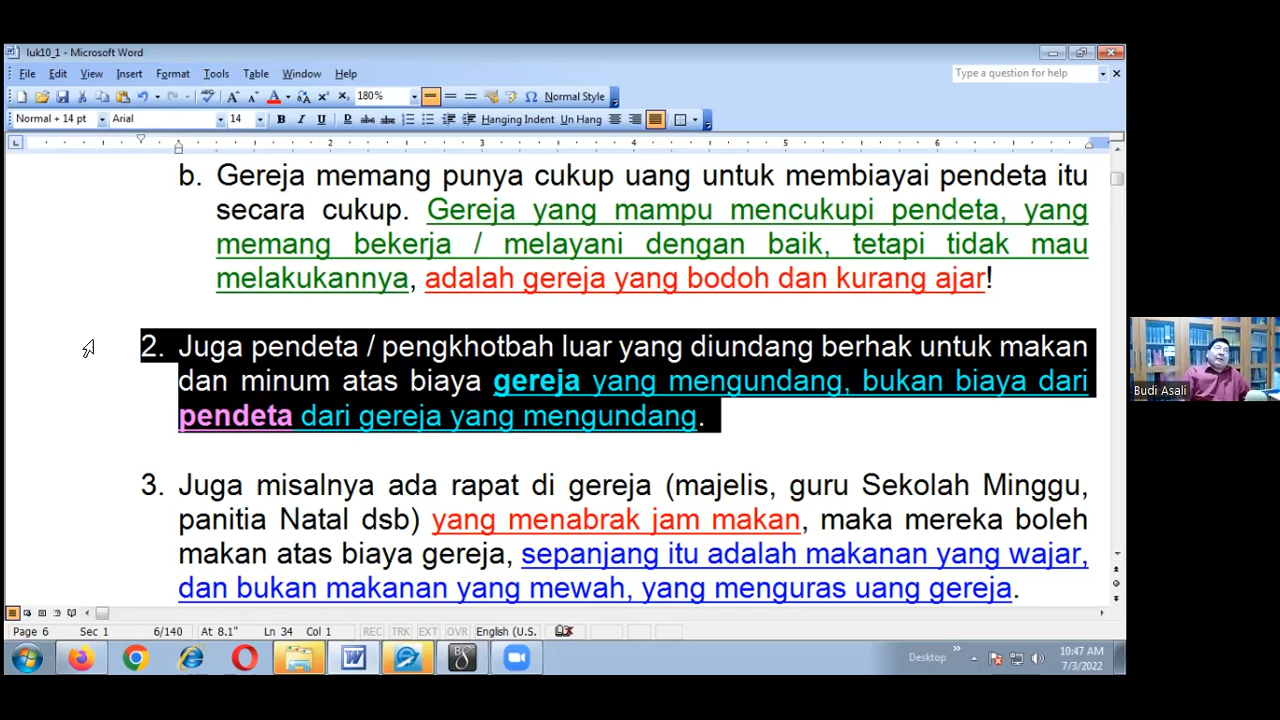 luk10_1 - Microsoft Word
File Edit View Insert Format Tools Table Window Help
Type a question for help
180% Normal Style
Normal + 14 pt Arial 14 B I U Hanging Indent Un Hang
1 2 3 4 5 6
b. Gereja memang punya cukup uang untuk membiayai pendeta itu
secara cukup. Gereja yang mampu mencukupi pendeta, yang
memang bekerja / melayani dengan baik, tetapi tidak mau
melakukannya, adalah gereja yang bodoh dan kurang ajar!
2. Juga pendeta / pengkhotbah luar yang diundang berhak untuk makan
dan minum atas biaya gereja yang mengundang, bukan biaya dari
pendeta dari gereja yang mengundang.
Budi Asali
3. Juga misalnya ada rapat di gereja (majelis, guru Sekolah Minggu,
panitia Natal dsb) yang menabrak jam makan, maka mereka boleh
makan atas biaya gereja, sepanjang itu adalah makanan yang wajar,
dan bukan makanan yang mewah, yang menguras uang gereja.
Page 6 Sec 1 6/140 At 8.1" Ln 34 Col 1 REC TRK EXT OVR English (U.S.
Desktop
10:47 AM
7/3/2022